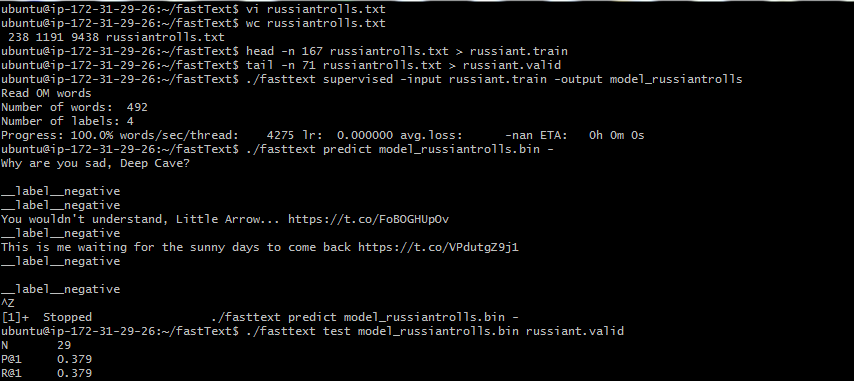 ubuntu@ip-172-31-29-26:~/fastText$ vi russiantrolls.txt
ubuntu@ip-172-31-29-26:~/fastText$ wc russiantrolls.txt
 238 1191 9438 russiantrolls.txt
ubuntu@ip-172-31-29-26:~/fastText$ head -n 167 russiantrolls.txt > russiant.train
ubuntu@ip-172-31-29-26:~/fastText$ tail -n 71 russiantrolls.txt > russiant.valid
ubuntu@ip-172-31-29-26:~/fastText$ ./fasttext supervised -input russiant.train -output model_russiantrolls
Read 0M words
Number of words:  492
Number of labels: 4
Progress: 100.0% words/sec/thread:    4275 lr:  0.000000 avg.loss:      -nan ETA:   0h 0m 0s
ubuntu@ip-172-31-29-26:~/fastText$ ./fasttext predict model_russiantrolls.bin -
Why are you sad, Deep Cave?

__label__negative
__label__negative
You wouldn't understand, Little Arrow... https://t.co/FoBOGHUpOv
__label__negative
This is me waiting for the sunny days to come back https://t.co/VPdutgZ9j1
__label__negative

__label__negative
^Z
[1]+  Stopped                 ./fasttext predict model_russiantrolls.bin -
ubuntu@ip-172-31-29-26:~/fastText$ ./fasttext test model_russiantrolls.bin russiant.valid
N       29
P@1     0.379
R@1     0.379